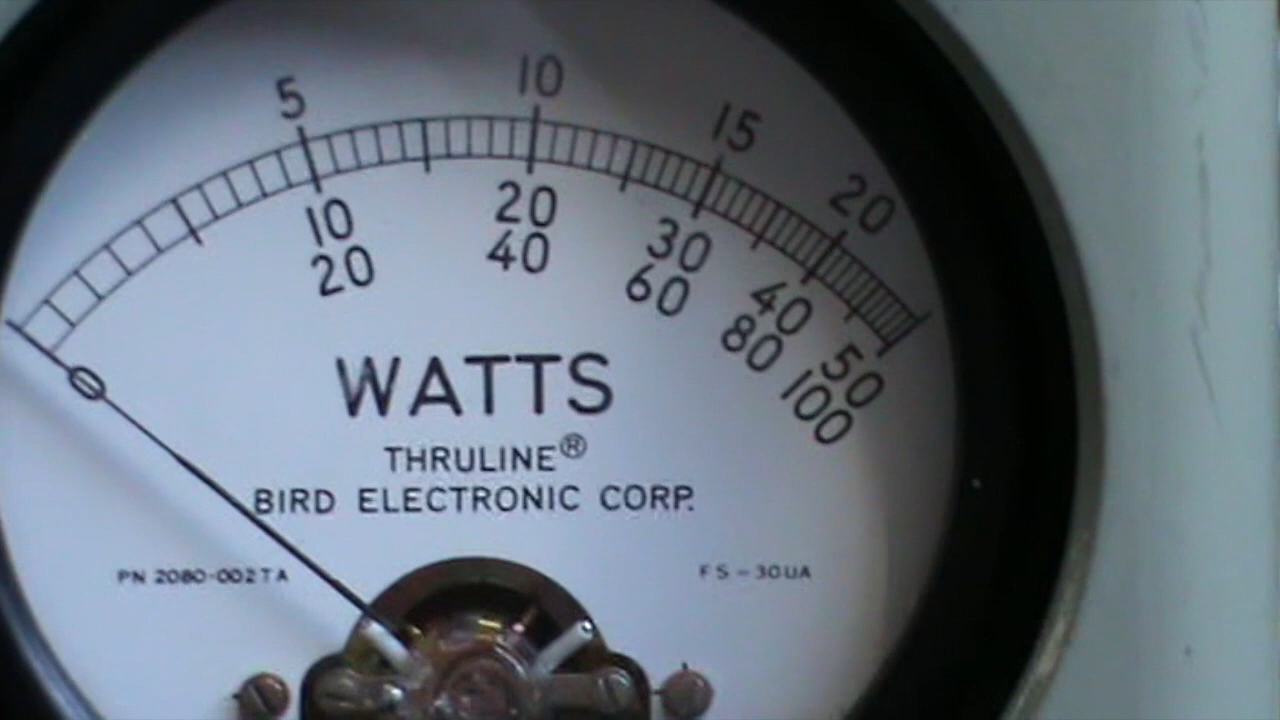 5 10 15 20
10 20 30 40 50
20 40 60 80 100
0
WATTS
THRULINE®
BIRD ELECTRONIC CORP.
PN 2080-002TA
FS-30UA